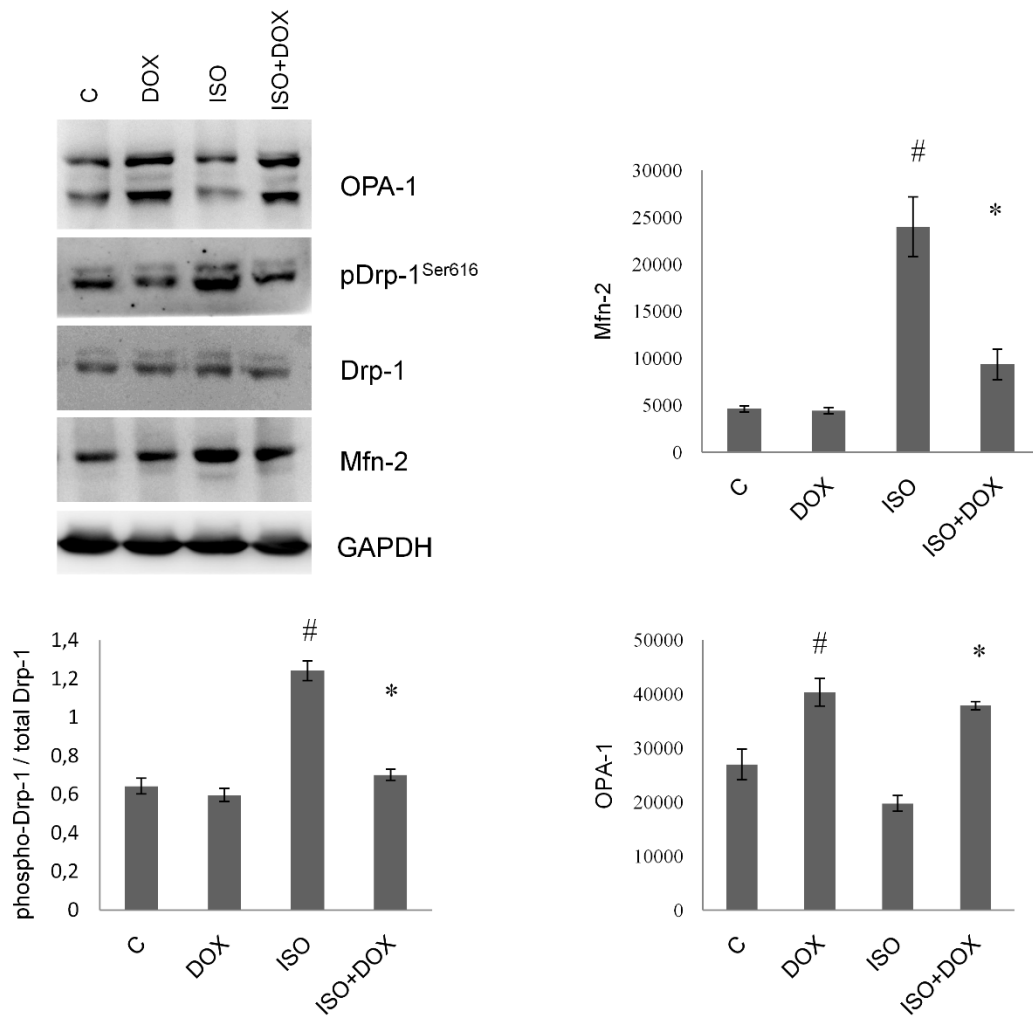 C
DOX
ISO
ISO+DOX
OPA-1
pDrp-1Ser616
Drp-1
Mfn-2
GAPDH
Mfn-2
30000
25000
20000
15000
10000
5000
0
#
*
C
DOX
ISO
ISO+DOX
phospho-Drp-1 / total Drp-1
1,4
1,2
1
0,8
0,6
0,4
0,2
0
#
*
C
DOX
ISO
ISO+DOX
OPA-1
50000
40000
30000
20000
10000
0
#
*
C
DOX
ISO
ISO+DOX